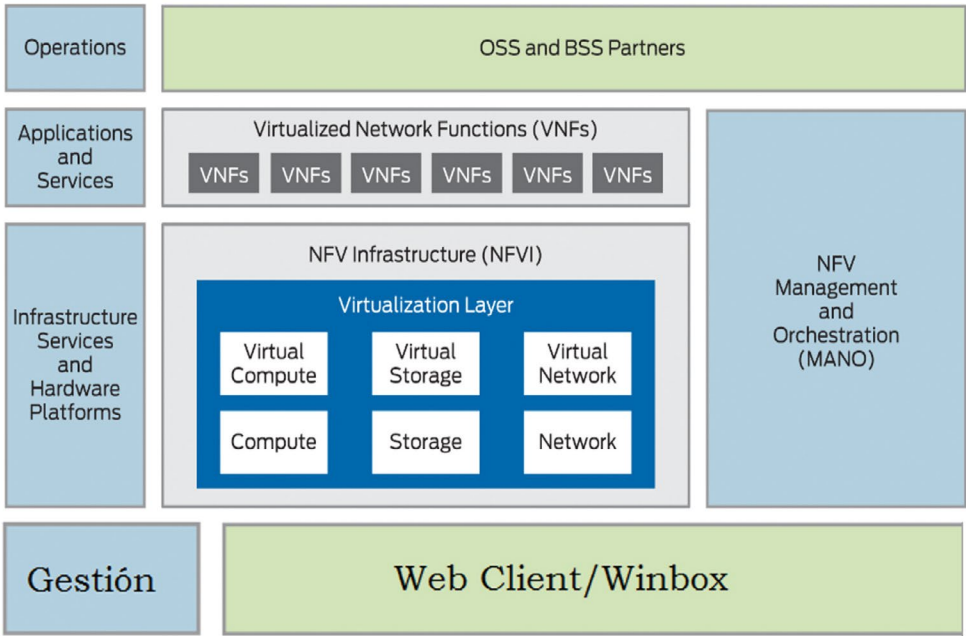 Operations
OSS and BSS Partners
Applications
and
Services
Virtualized Network Functions (VNFs)
VNFs VNFs VNFs VNFs VNFs VNFs
Infrastructure
Services
and
Hardware
Platforms
NFV Infrastructure (NFVI)
Virtualization Layer
Virtual
Compute
Virtual
Storage
Virtual
Network
Compute
Storage
Network
NFV
Management
and
Orchestration
(MANO)
Gestión
Web Client/Winbox